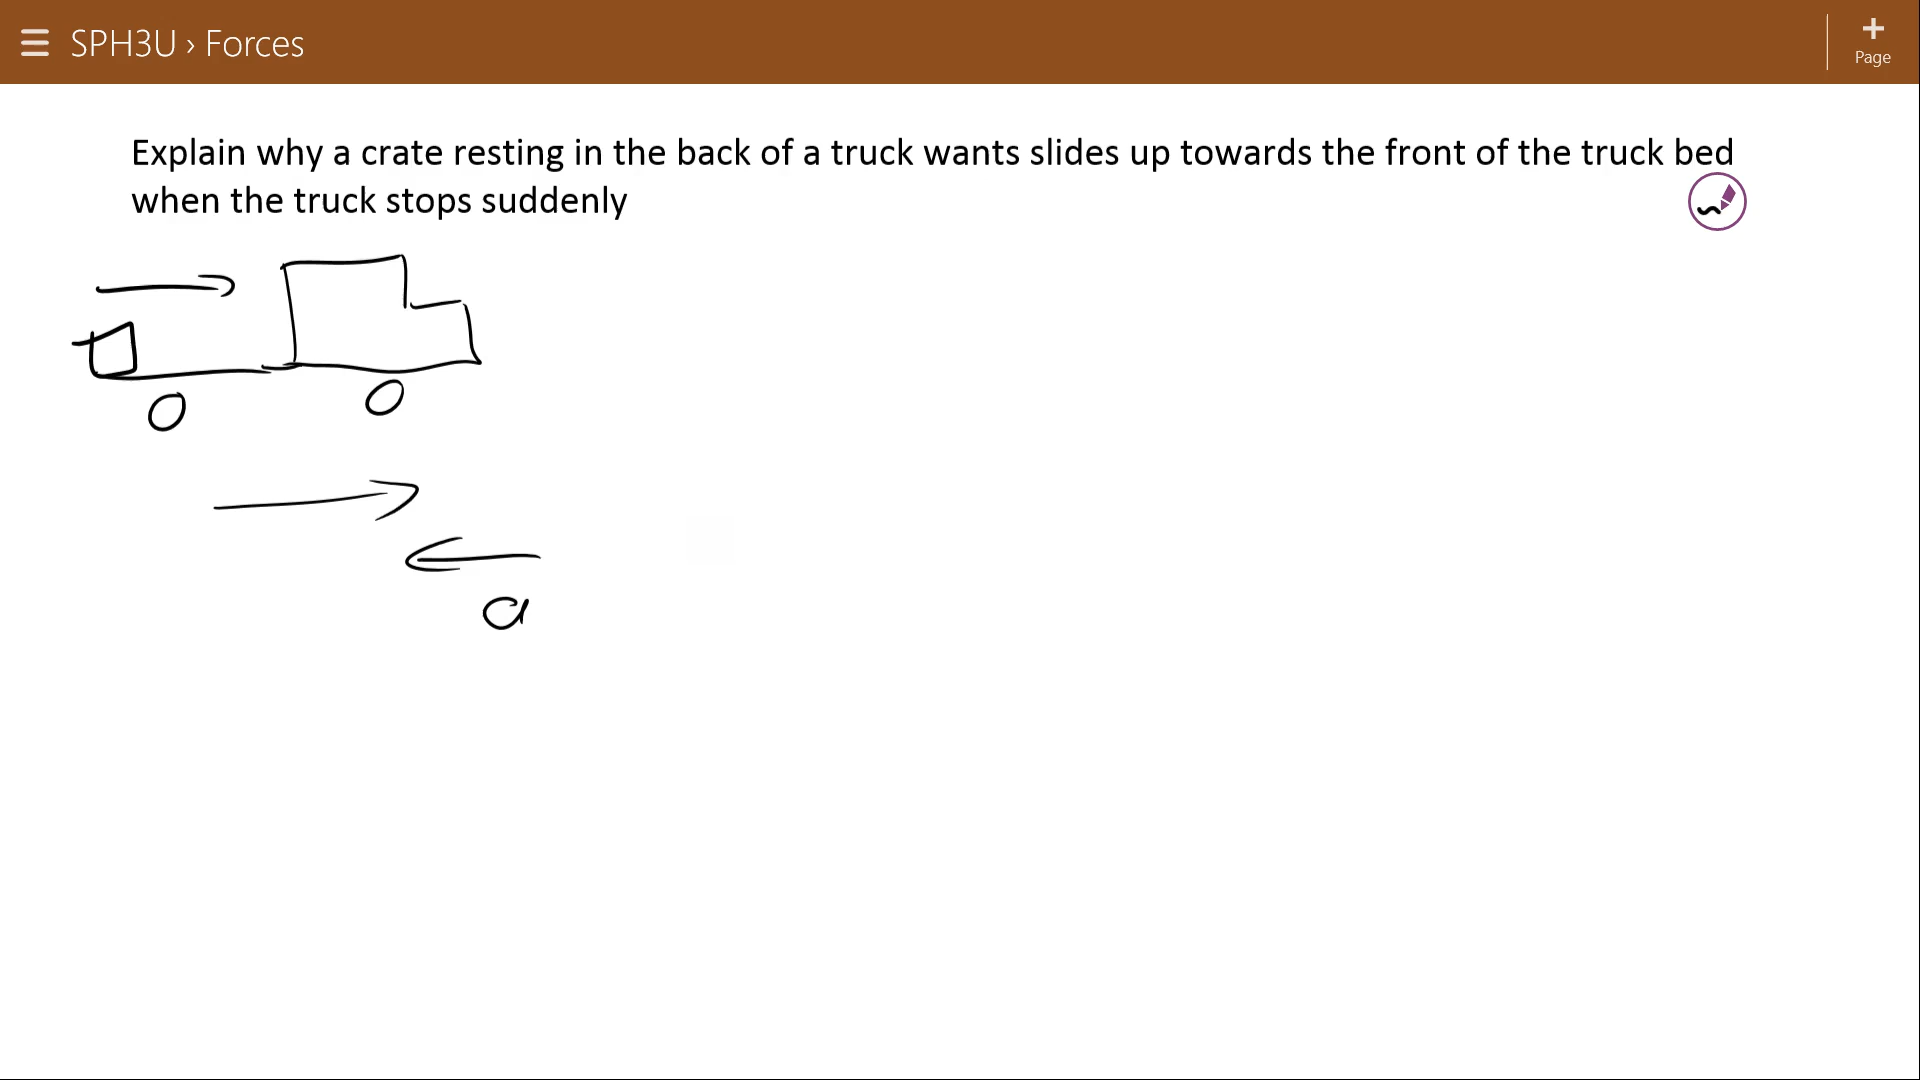 SPH3U › Forces
Page
Explain why a crate resting in the back of a truck wants slides up towards the front of the truck bed
when the truck stops suddenly
a